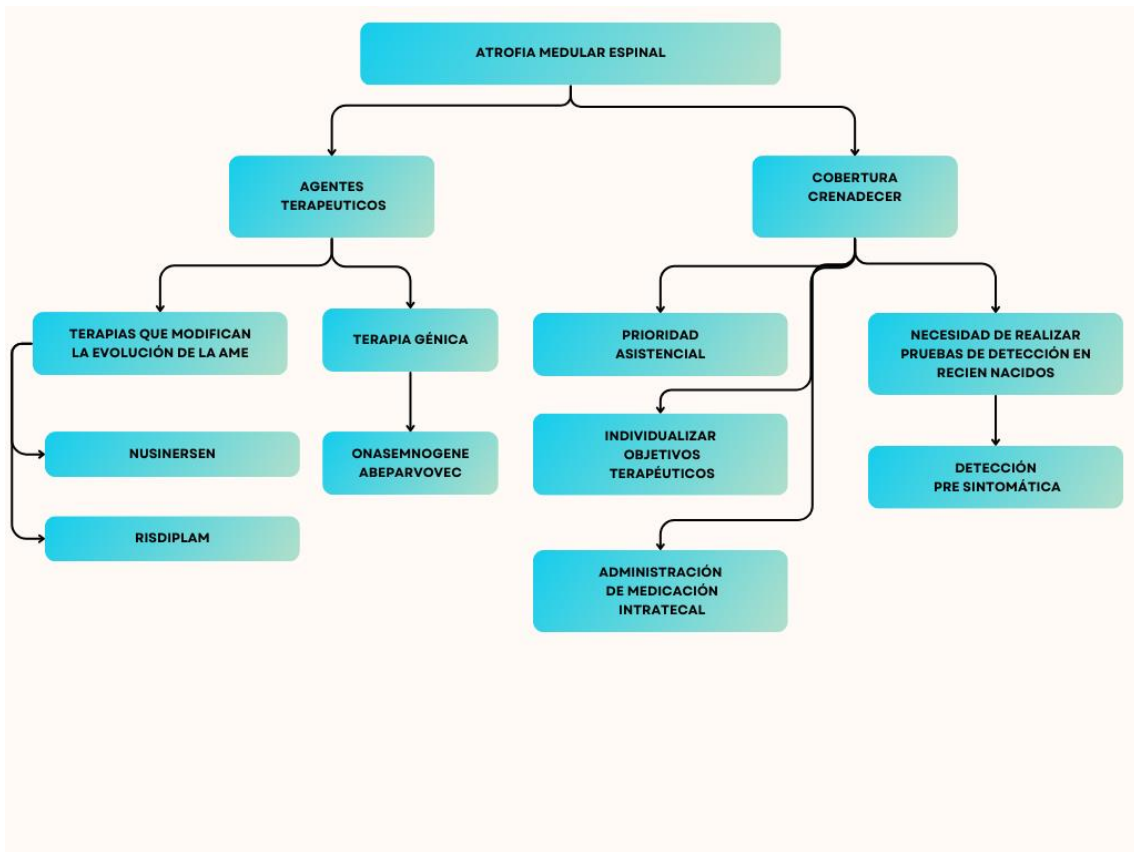 ATROFIA MEDULAR ESPINAL
AGENTES
TERAPEUTICOS
COBERTURA
CRENADECER
TERAPIAS QUE MODIFICAN
LA EVOLUCIÓN DE LA AME
TERAPIA GÉNICA
PRIORIDAD
ASISTENCIAL
NECESIDAD DE REALIZAR
PRUEBAS DE DETECCIÓN EN
RECIEN NACIDOS
NUSINERSEN
ONASEMNOGENE
ABEPARVOVEC
INDIVIDUALIZAR
OBJETIVOS
TERAPÉUTICOS
DETECCIÓN
PRE SINTOMÁTICA
RISDIPLAM
ADMINISTRACIÓN
DE MEDICACIÓN
INTRATECAL